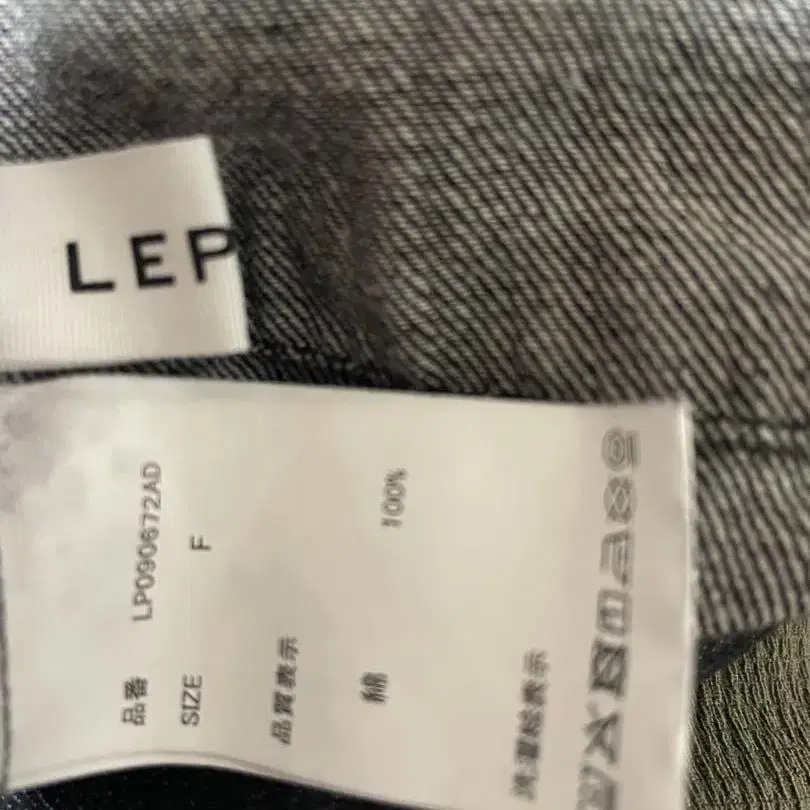 LEP
品番 LP090672AD
SIZE F
品質表示
綿 100%
洗濯絵表示